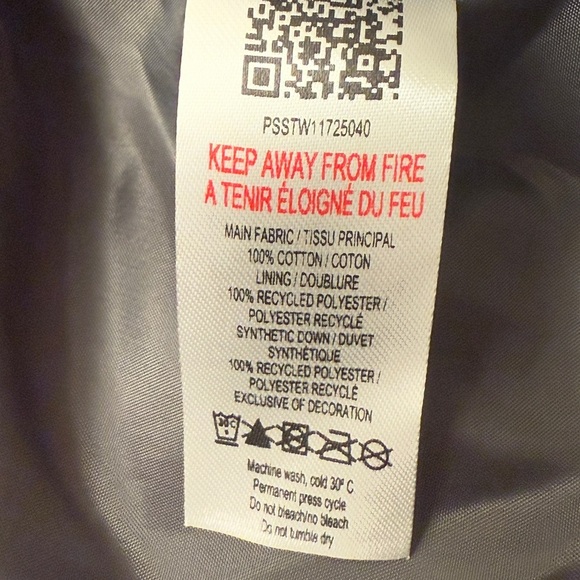 PSSTW11725040
KEEP AWAY FROM FIRE
A TENIR ÉLOIGNÉ DU FEU
MAIN FABRIC / TISSU PRINCIPAL
100% COTTON / COTON
LINING / DOUBLURE
100% RECYCLED POLYESTER /
POLYESTER RECYCLÉ
SYNTHETIC DOWN / DUVET
SYNTHÉTIQUE
100% RECYCLED POLYESTER /
POLYESTER RECYCLÉ
EXCLUSIVE OF DECORATION
30C
Machine wash, cold 30° C
Permanent press cycle
Do not bleach/no bleach
Do not tumble dry